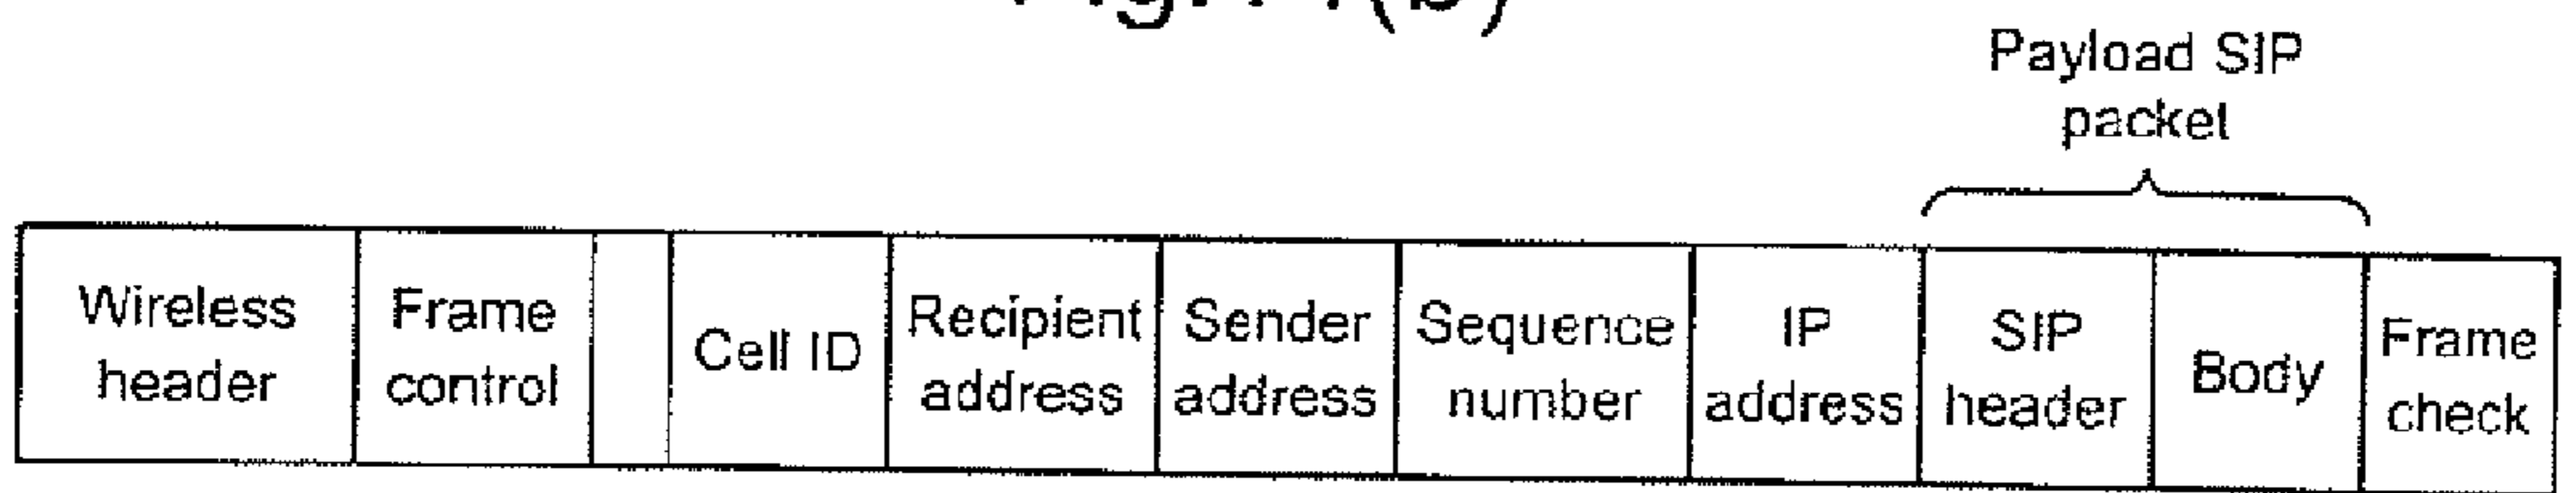 Payload SIP
packet
Wireless
header
Frame
control
Cell ID
Recipient
address
Sender
address
Sequence
number
IP
address
SIP
header
Body
Frame
check